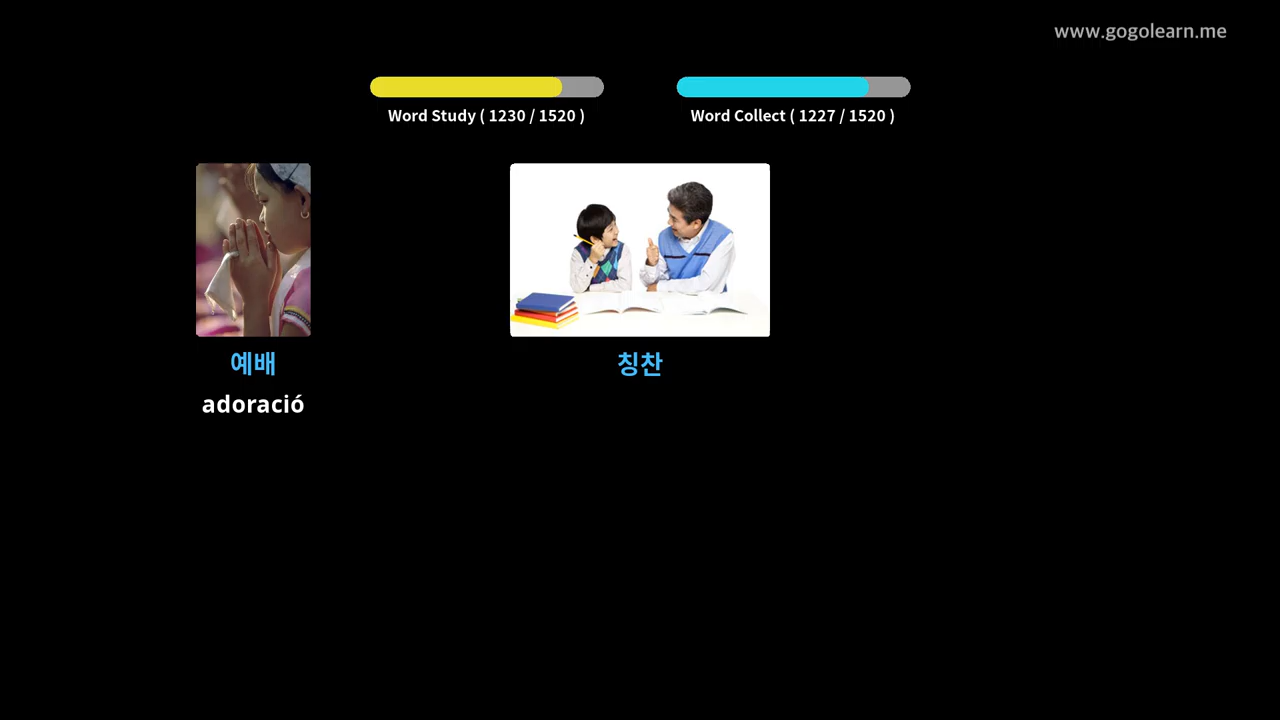 www.gogolearn.me
Word Study ( 1230 / 1520 )
Word Collect ( 1227 / 1520 )
예배
칭찬
adoració